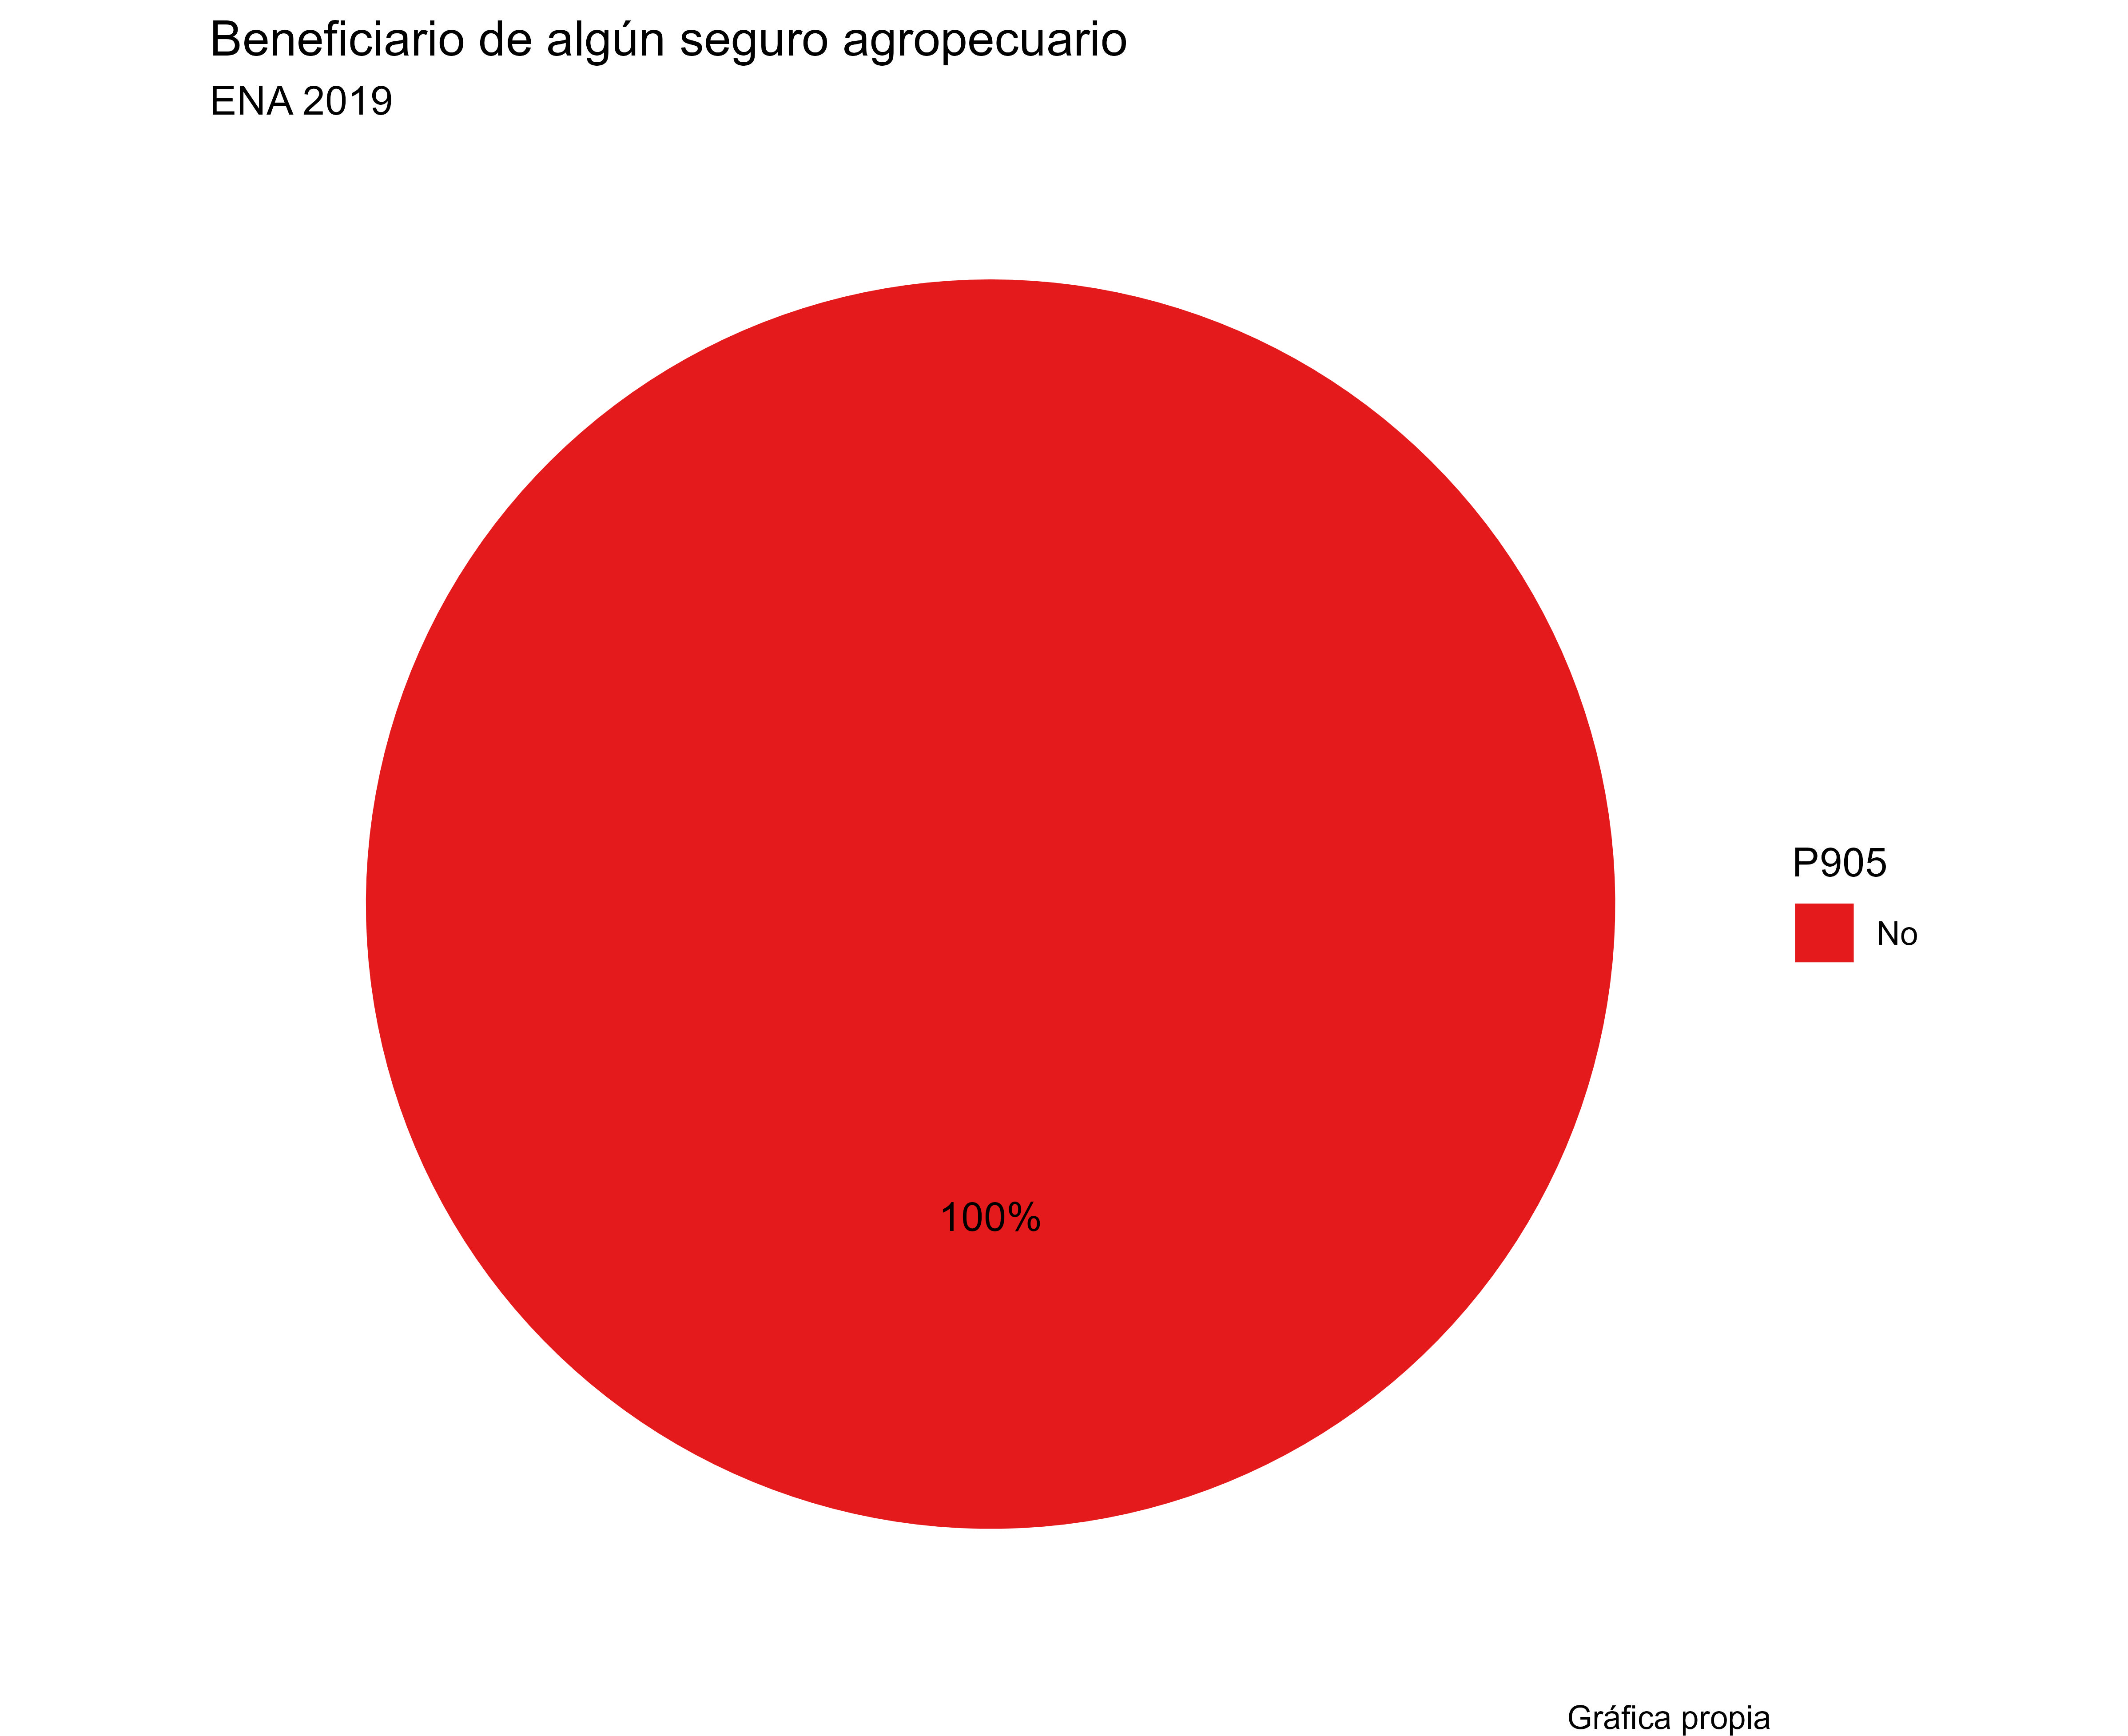 Beneficiario de algún seguro agropecuario
ENA 2019
100%
P905
No
Gráfica propia